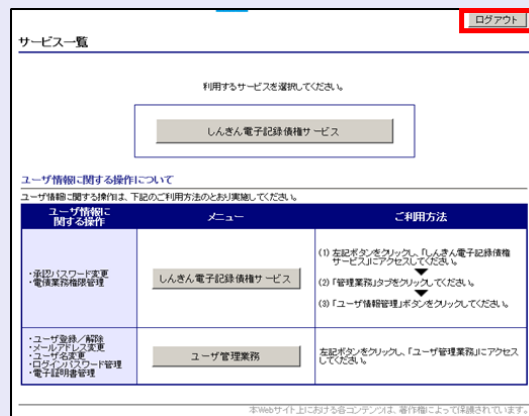 ログアウト
サービス一覧
利用するサービスを選択してください。
しんきん電子記録債権サービス
ユーザ情報に関する操作について
ユーザ情報に関する操作は、下記のご利用方法のとおり実施してください。
ユーザ情報に
関する操作
メニュー
ご利用方法
・承認パスワード変更
・電債業務権限管理
しんきん電子記録債権サービス
(1) 左記ボタンをクリックし、「しんきん電子記録債権
サービス」にアクセスしてください。
(2) 「管理業務」タブをクリックしてください。
(3) 「ユーザ情報管理」ボタンをクリックしてください。
・ユーザ登録／解除
・メールアドレス変更
・ユーザ名変更
・ログインパスワード管理
・電子証明書管理
ユーザ管理業務
左記ボタンをクリックし、「ユーザ管理業務」にアクセス
してください。
本Webサイト上における各コンテンツは、著作権によって保護されています。